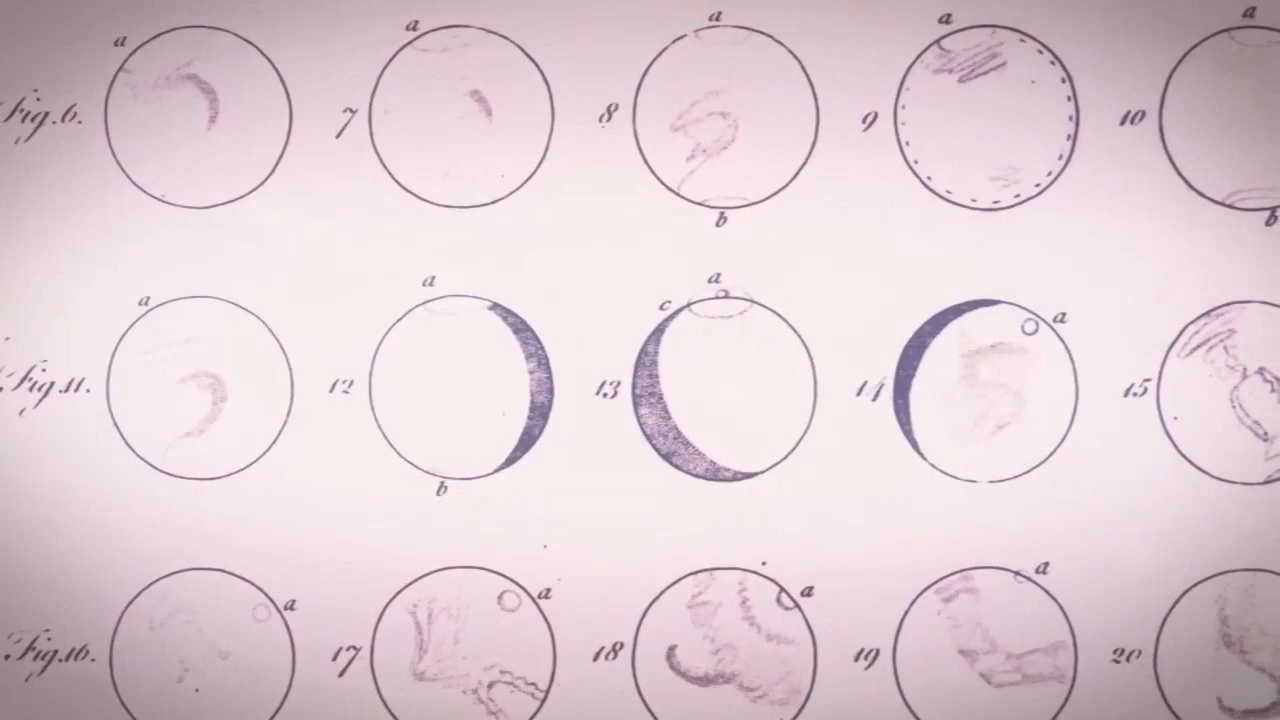 a a a a a
Fig. 6. 7 8 9 10
b b
a a a
c a
Fig. 11. 12 13 14 15
b
a a a a
Fig. 16. 17 18 19 20